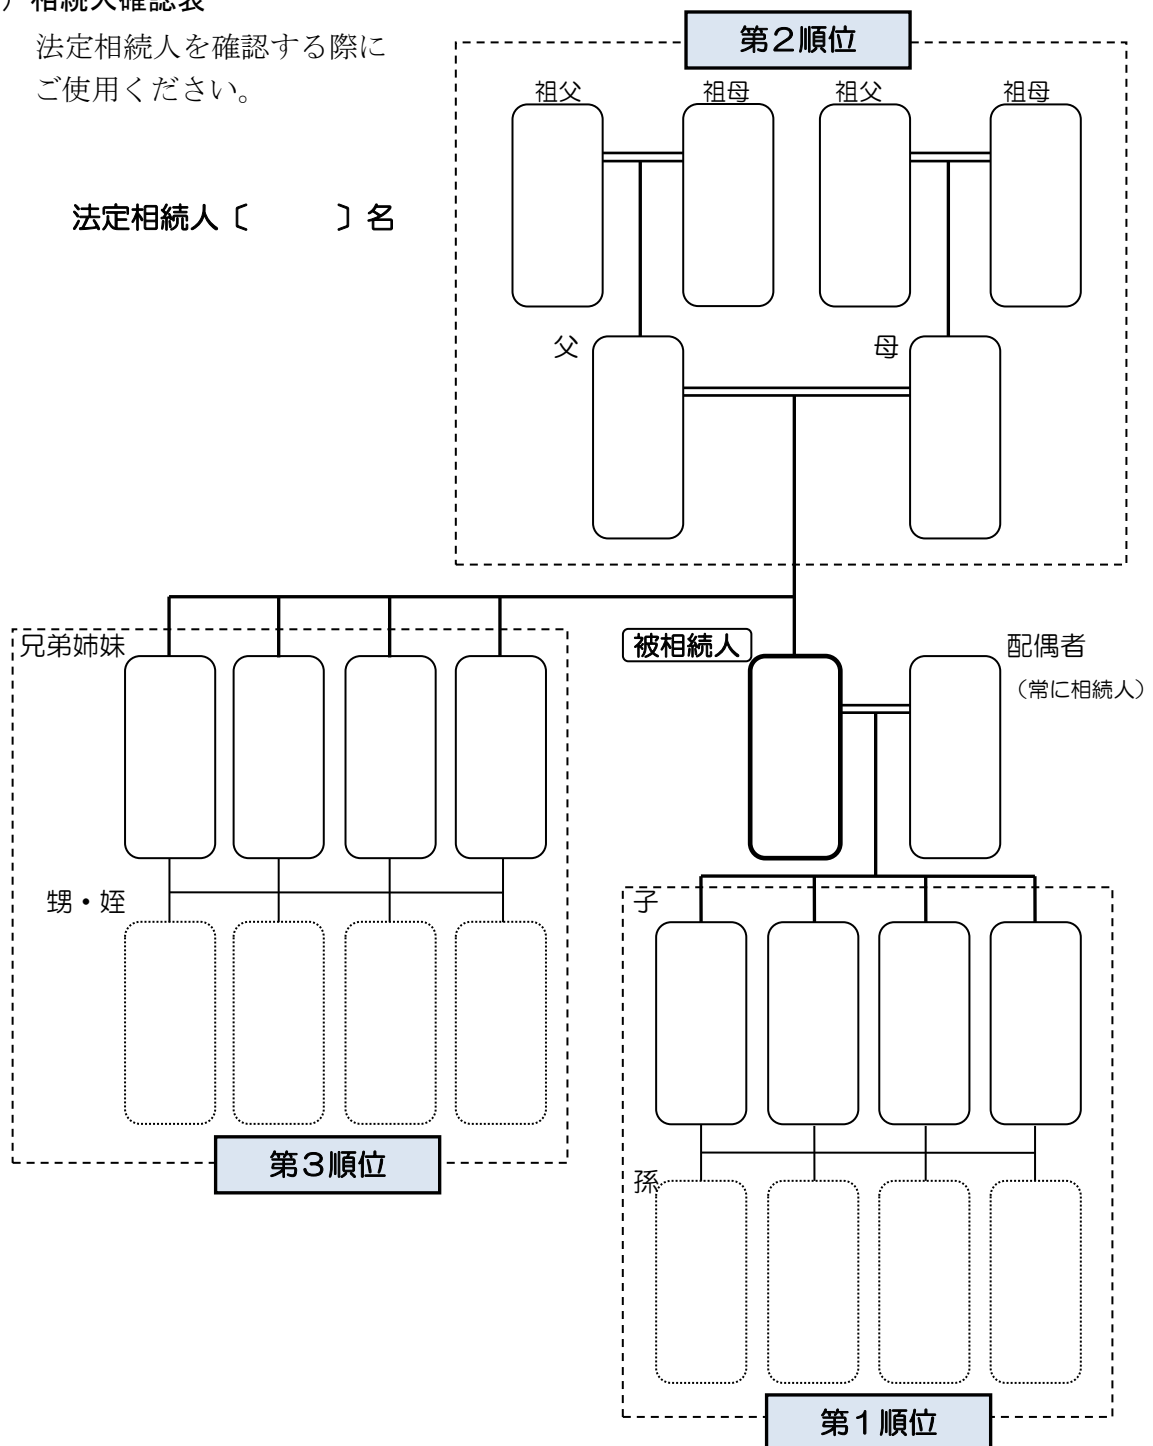 ）相続人確認表
法定相続人を確認する際に
ご使用ください。
法定相続人〔　　　〕名
第２順位
祖父
祖母
祖父
祖母
父
母
兄弟姉妹
被相続人
配偶者
（常に相続人）
甥・姪
子
第３順位
孫
第１順位